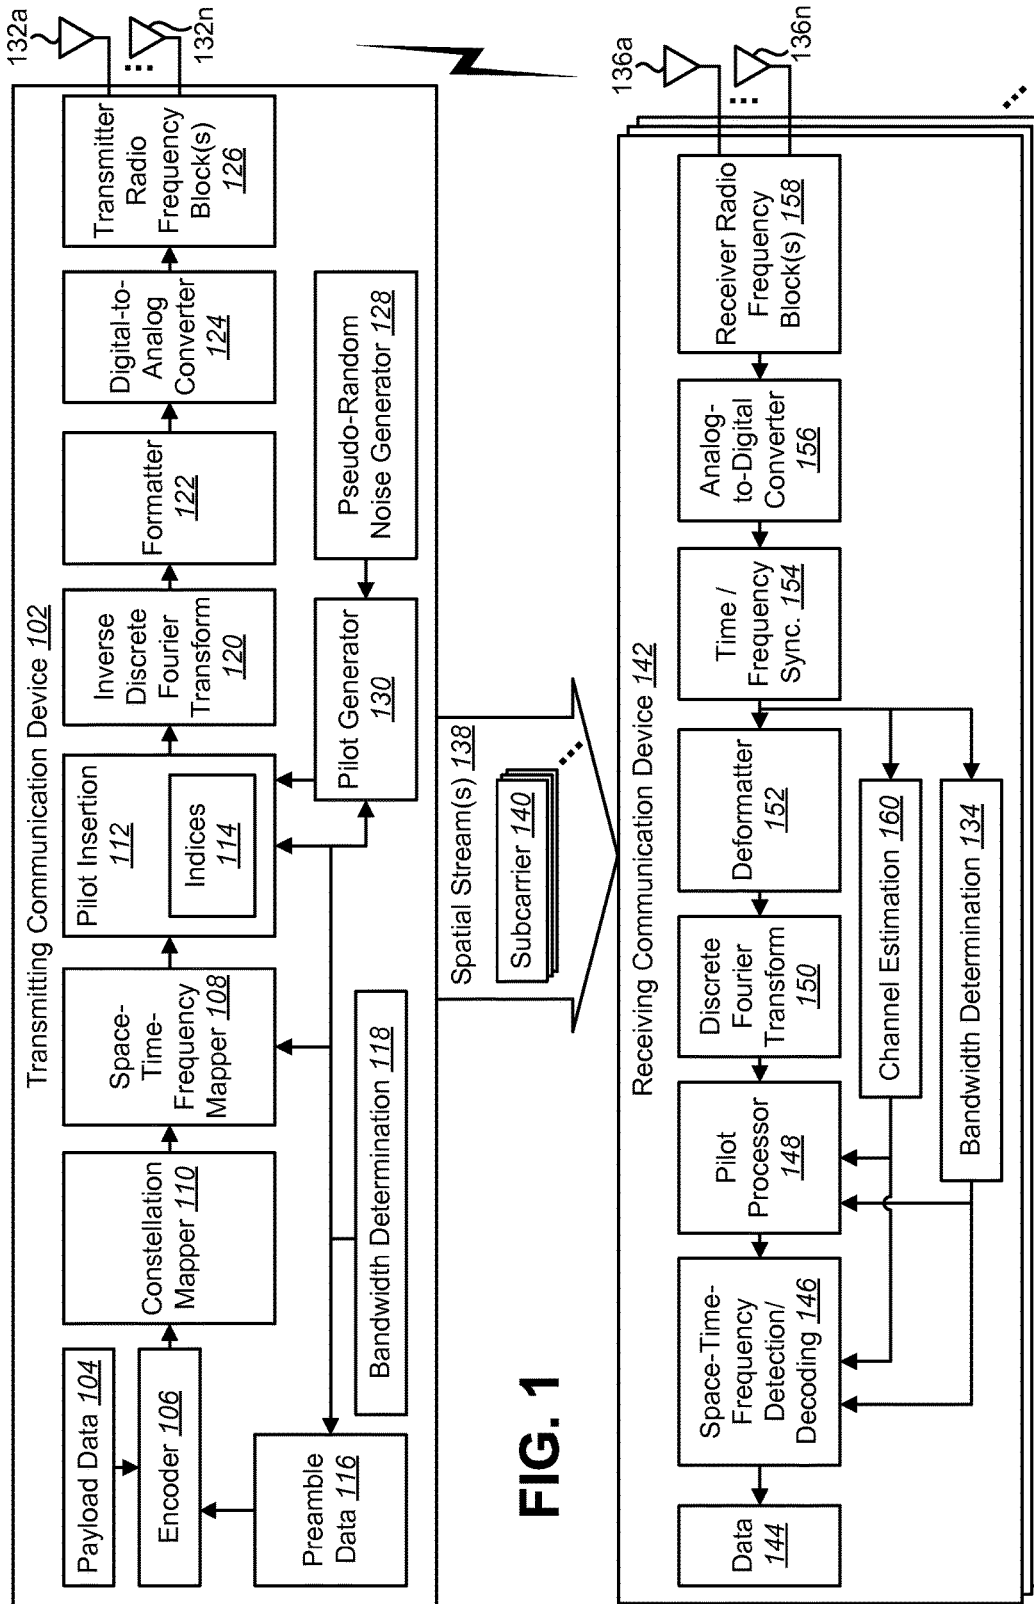 Transmitting Communication Device 102
Payload Data 104
Encoder 106
Preamble
Data 116
Constellation
Mapper 110
Space-
Time-
Frequency
Mapper 108
Pilot Insertion
112
Indices
114
Inverse
Discrete
Fourier
Transform
120
Formatter
122
Digital-to-
Analog
Converter
124
Transmitter
Radio
Frequency
Block(s)
126
132a
132n
Bandwidth Determination 118
Pilot Generator
130
Pseudo-Random
Noise Generator 128
Spatial Stream(s) 138
Subcarrier 140
FIG. 1
Receiving Communication Device 142
Data
144
Space-Time-
Frequency
Detection/
Decoding 146
Pilot
Processor
148
Discrete
Fourier
Transform
150
Deformatter
152
Time /
Frequency
Sync. 154
Analog-
to-Digital
Converter
156
Receiver Radio
Frequency
Block(s) 158
136a
136n
Channel Estimation 160
Bandwidth Determination 134